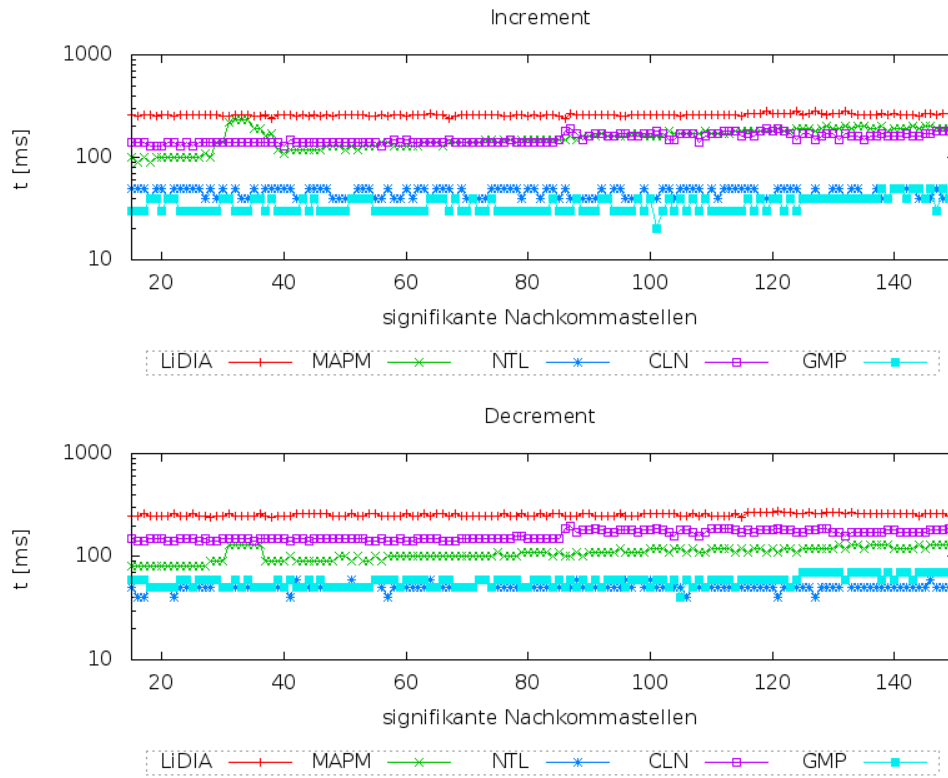 Increment
1000
100
10
t [ms]
20 40 60 80 100 120 140
signifikante Nachkommastellen
LiDIA MAPM NTL CLN GMP
Decrement
1000
100
10
t [ms]
20 40 60 80 100 120 140
signifikante Nachkommastellen
LiDIA MAPM NTL CLN GMP